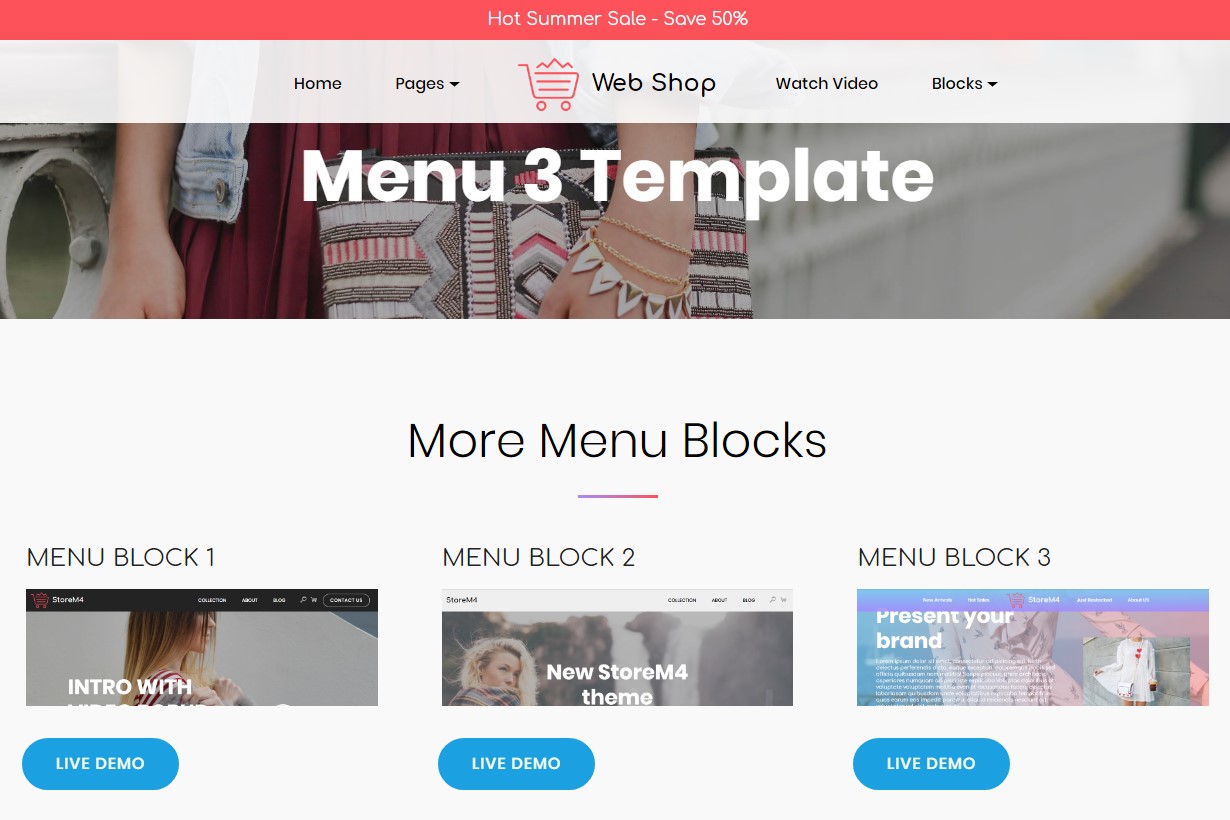 Hot Summer Sale - Save 50%
Home
Pages
Web Shop
Watch Video
Blocks
Menu 3 Template
More Menu Blocks
MENU BLOCK 1
MENU BLOCK 2
MENU BLOCK 3
StoreM4
COLLECTION
ABOUT
BLOG
CONTACT US
INTRO WITH
StoreM4
COLLECTION
ABOUT
BLOG
New StoreM4
theme
New Arrivals
Hot Sales
StoreM4
Just Restocked
About US
Present your
brand
LIVE DEMO
LIVE DEMO
LIVE DEMO